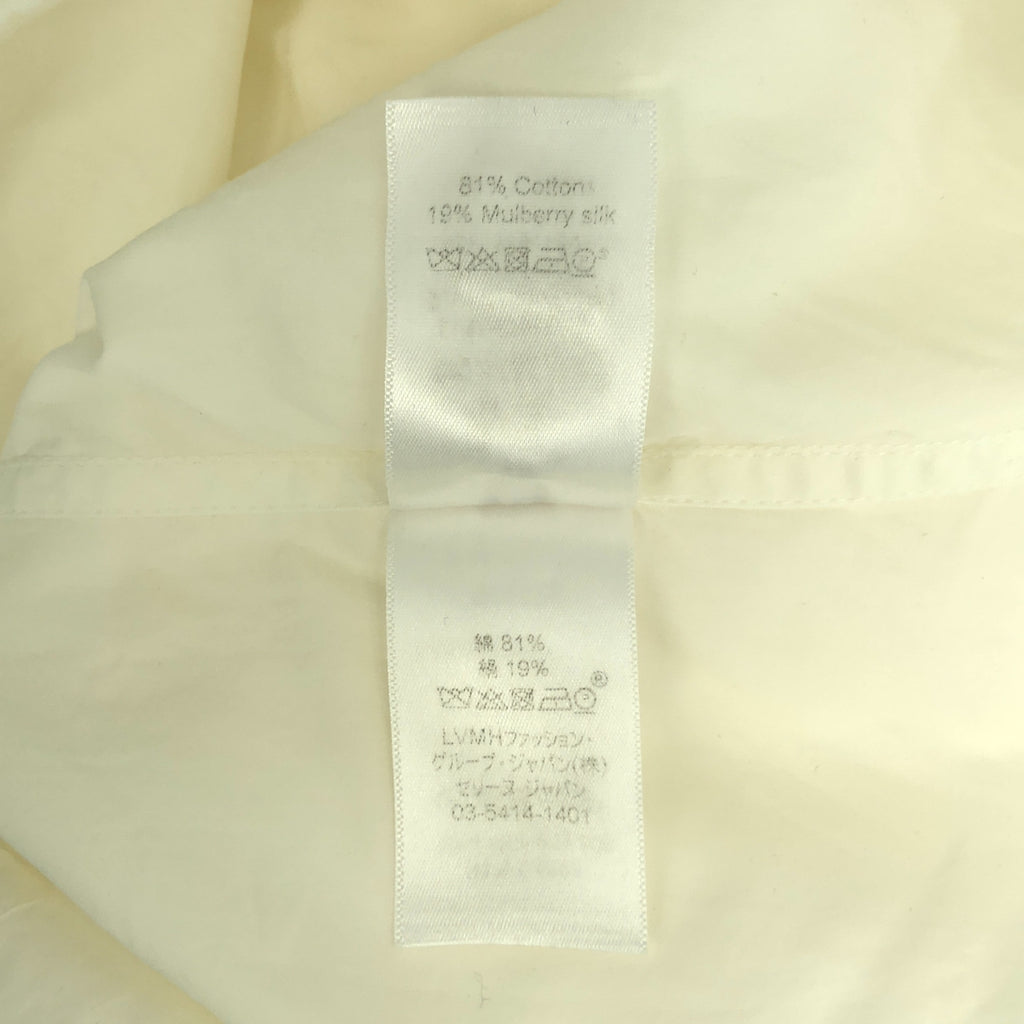 81% Cotton
19% Mulberry silk
綿 81%
絹 19%
LVMHファッション・
グループ・ジャパン(株)
セリーヌ ジャパン
03-5414-1401